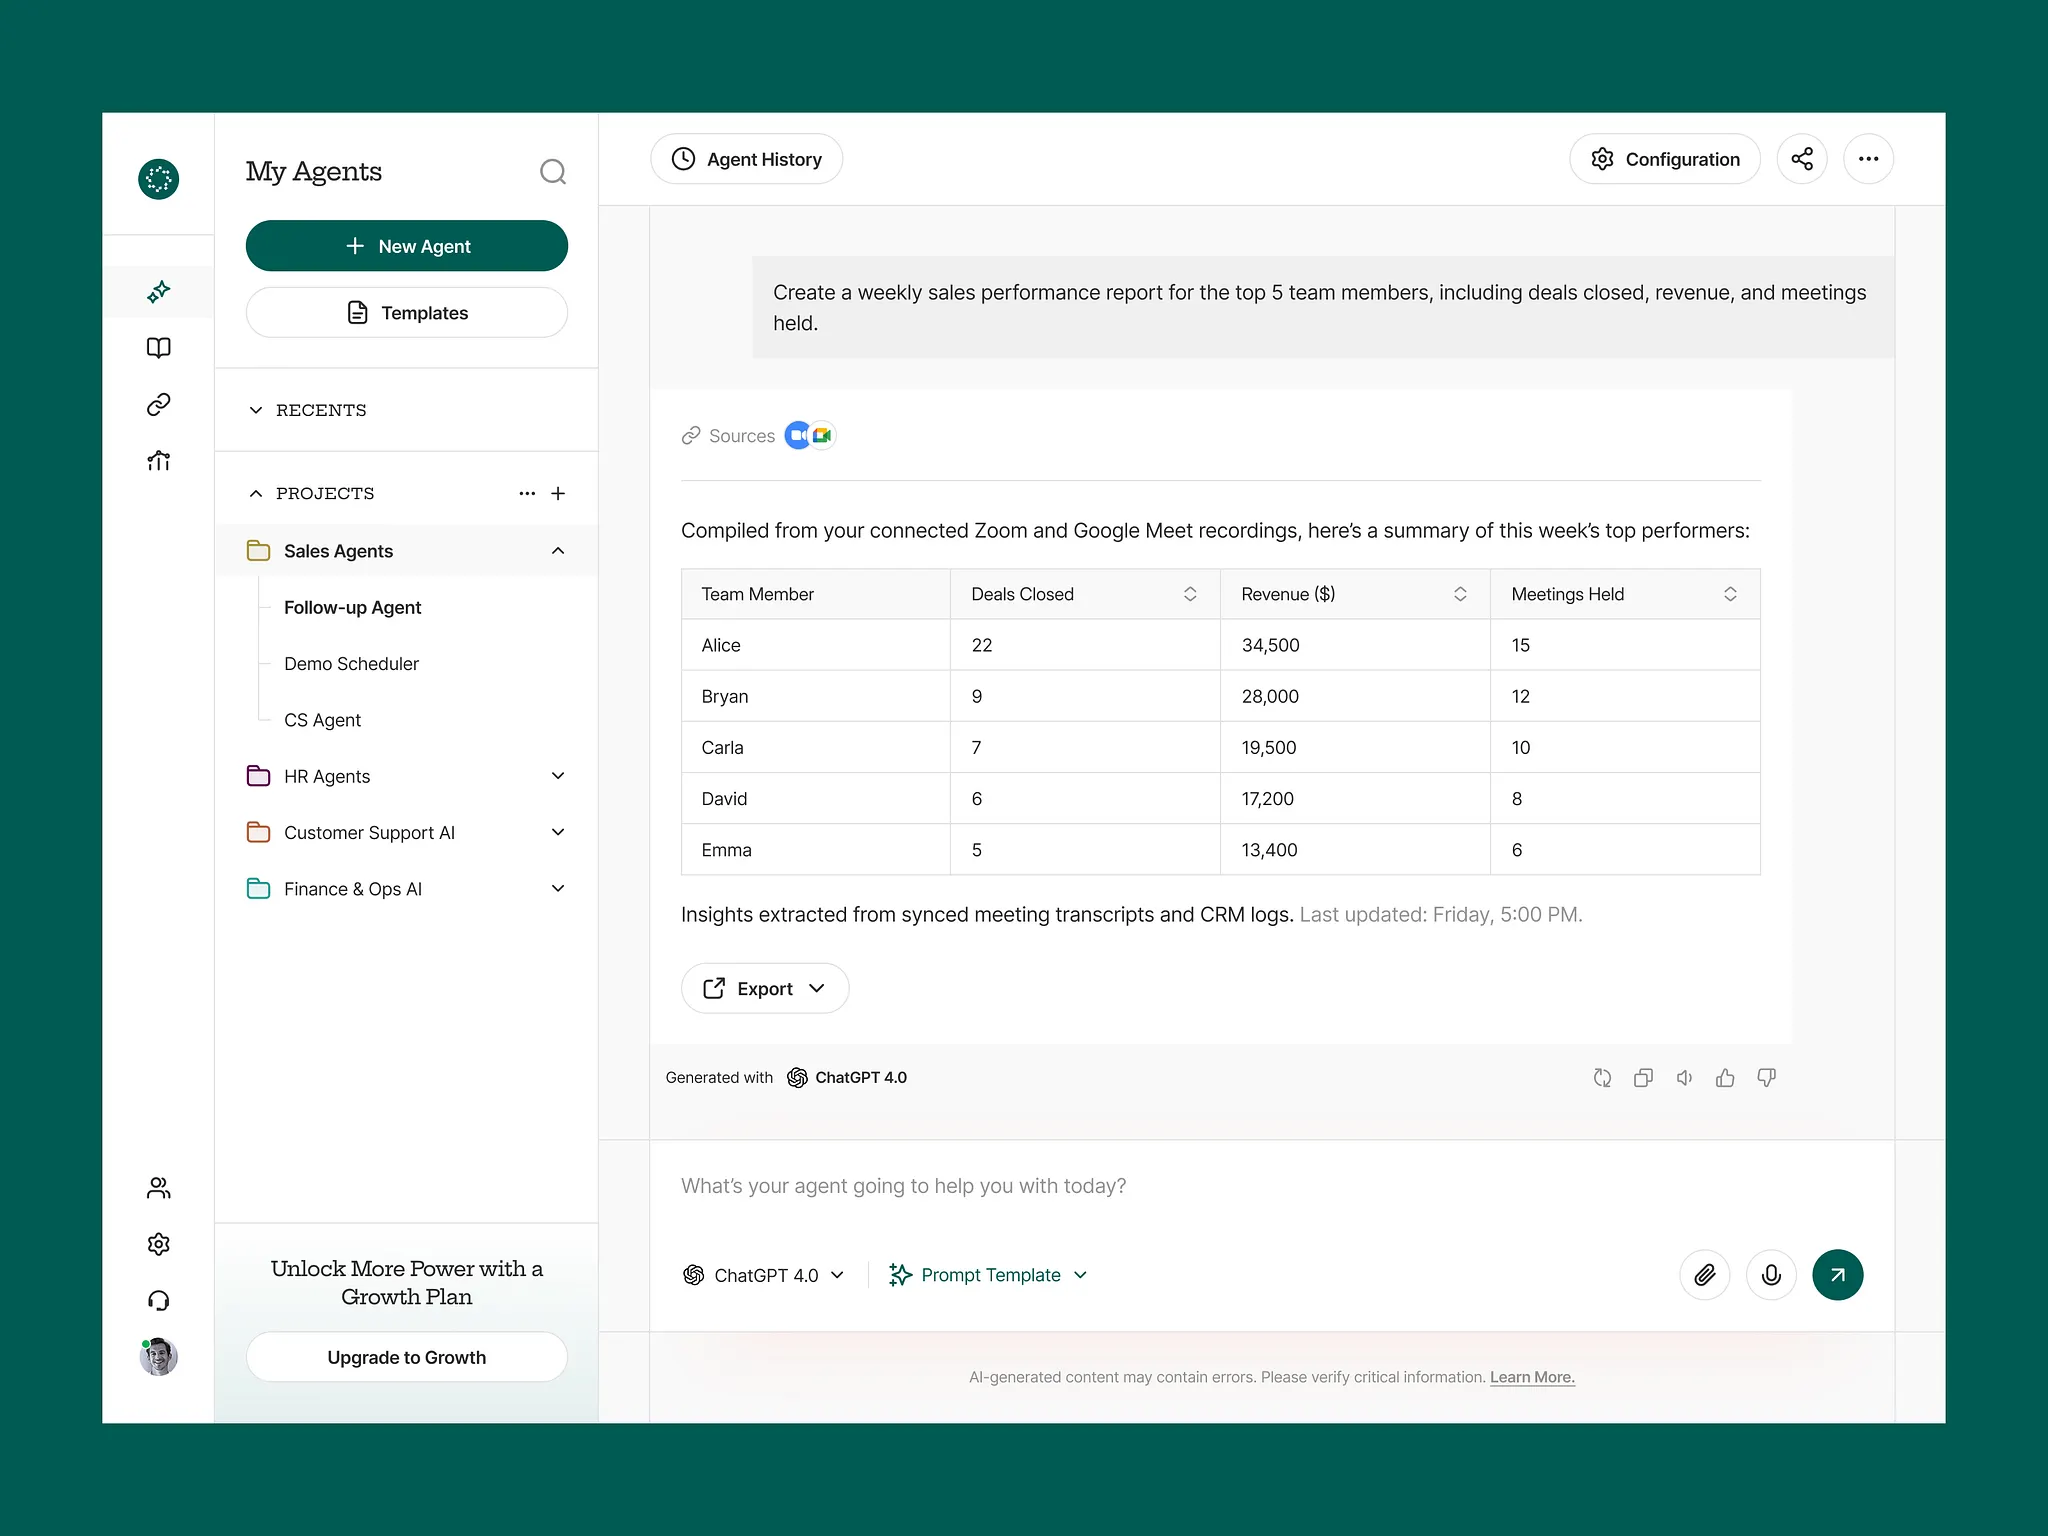 My Agents
New Agent
Templates
RECENTS
PROJECTS
Sales Agents
Follow-up Agent
Demo Scheduler
CS Agent
HR Agents
Customer Support AI
Finance & Ops AI
Unlock More Power with a
Growth Plan
Upgrade to Growth
Agent History
Configuration
Create a weekly sales performance report for the top 5 team members, including deals closed, revenue, and meetings
held.
Sources
Compiled from your connected Zoom and Google Meet recordings, here’s a summary of this week’s top performers:
Team Member Deals Closed Revenue ($) Meetings Held
Alice 22 34,500 15
Bryan 9 28,000 12
Carla 7 19,500 10
David 6 17,200 8
Emma 5 13,400 6
Insights extracted from synced meeting transcripts and CRM logs. Last updated: Friday, 5:00 PM.
Export
Generated with ChatGPT 4.0
What’s your agent going to help you with today?
ChatGPT 4.0 Prompt Template
AI-generated content may contain errors. Please verify critical information. Learn More.